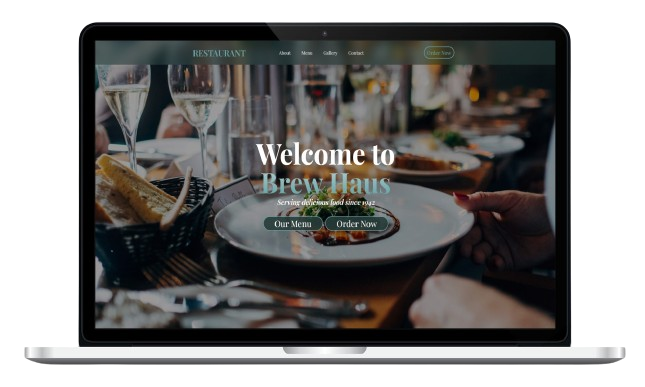 RESTAURANT
About Menu Gallery Contact
Order Now
Welcome to
Brew Haus
Serving delicious food since 1942
Our Menu
Order Now